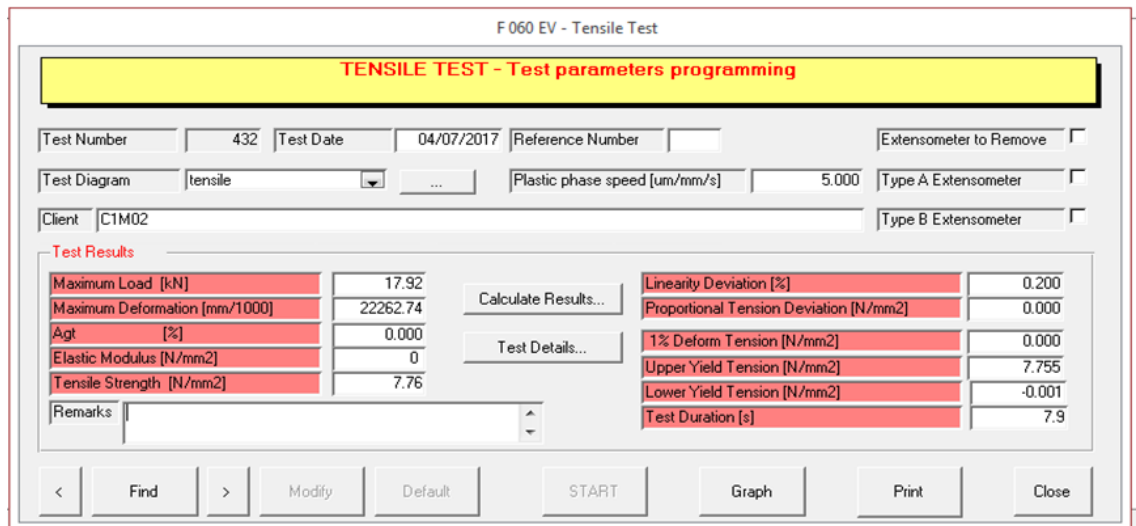 F 060 EV - Tensile Test
TENSILE TEST - Test parameters programming
Test Number 432 Test Date 04/07/2017 Reference Number Extensometer to Remove
Test Diagram tensile ... Plastic phase speed [um/mm/s] 5.000 Type A Extensometer
Client C1M02 Type B Extensometer
Test Results
Maximum Load [kN] 17.92 Calculate Results... Linearity Deviation [%] 0.200
Maximum Deformation [mm/1000] 22262.74 Proportional Tension Deviation [N/mm2] 0.000
Agt [%] 0.000 Test Details... 1% Deform Tension [N/mm2] 0.000
Elastic Modulus [N/mm2] 0 Upper Yield Tension [N/mm2] 7.755
Tensile Strength [N/mm2] 7.76 Lower Yield Tension [N/mm2] -0.001
Remarks Test Duration [s] 7.9
< Find > Modify Default START Graph Print Close